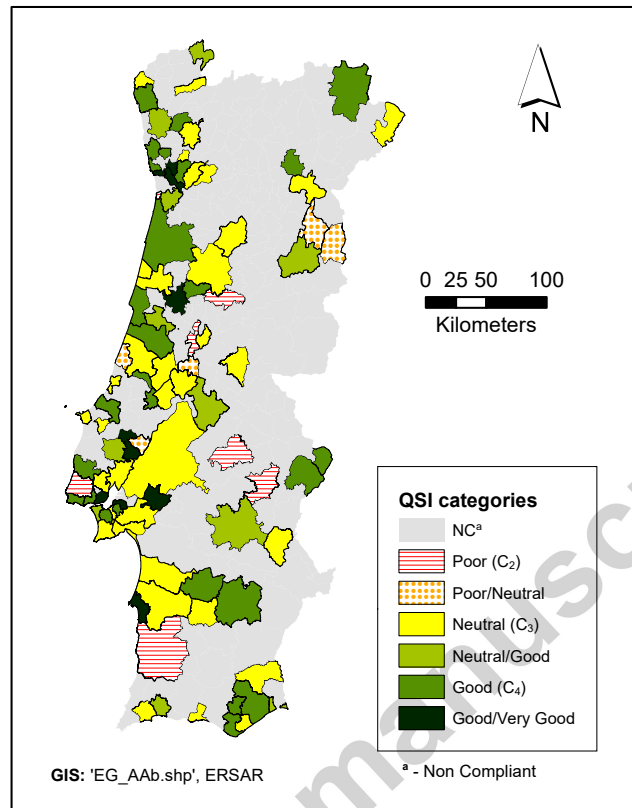 N
0 25 50 100
Kilometers
QSI categories
NCª
Poor (C₂)
Poor/Neutral
Neutral (C₃)
Neutral/Good
Good (C₄)
Good/Very Good
GIS: 'EG_AAb.shp', ERSAR
ª - Non Compliant
manusc